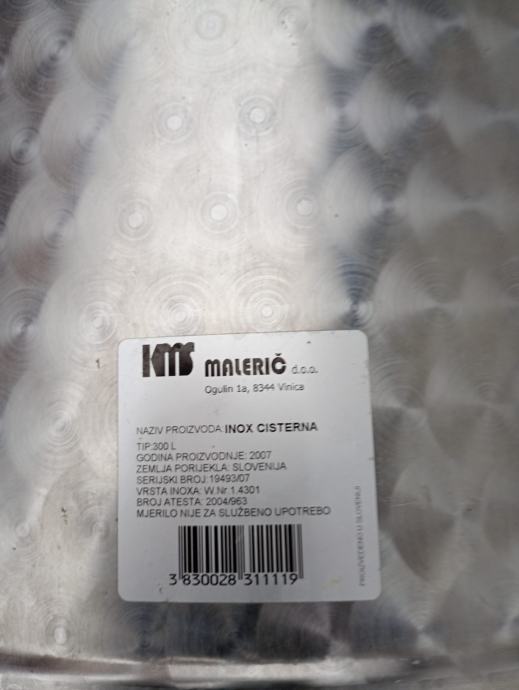 KMS MALERIČ d.o.o.
Ogulin 1a, 8344 Vinica
NAZIV PROIZVODA: INOX CISTERNA
TIP:300 L
GODINA PROIZVODNJE: 2007
ZEMLJA PORIJEKLA: SLOVENIJA
SERIJSKI BROJ:19493/07
VRSTA INOXA: W.Nr.1.4301
BROJ ATESTA: 2004/963
MJERILO NIJE ZA SLUŽBENO UPOTREBO
3 830028 311119
PROIZVEDENO U SLOVENIJI